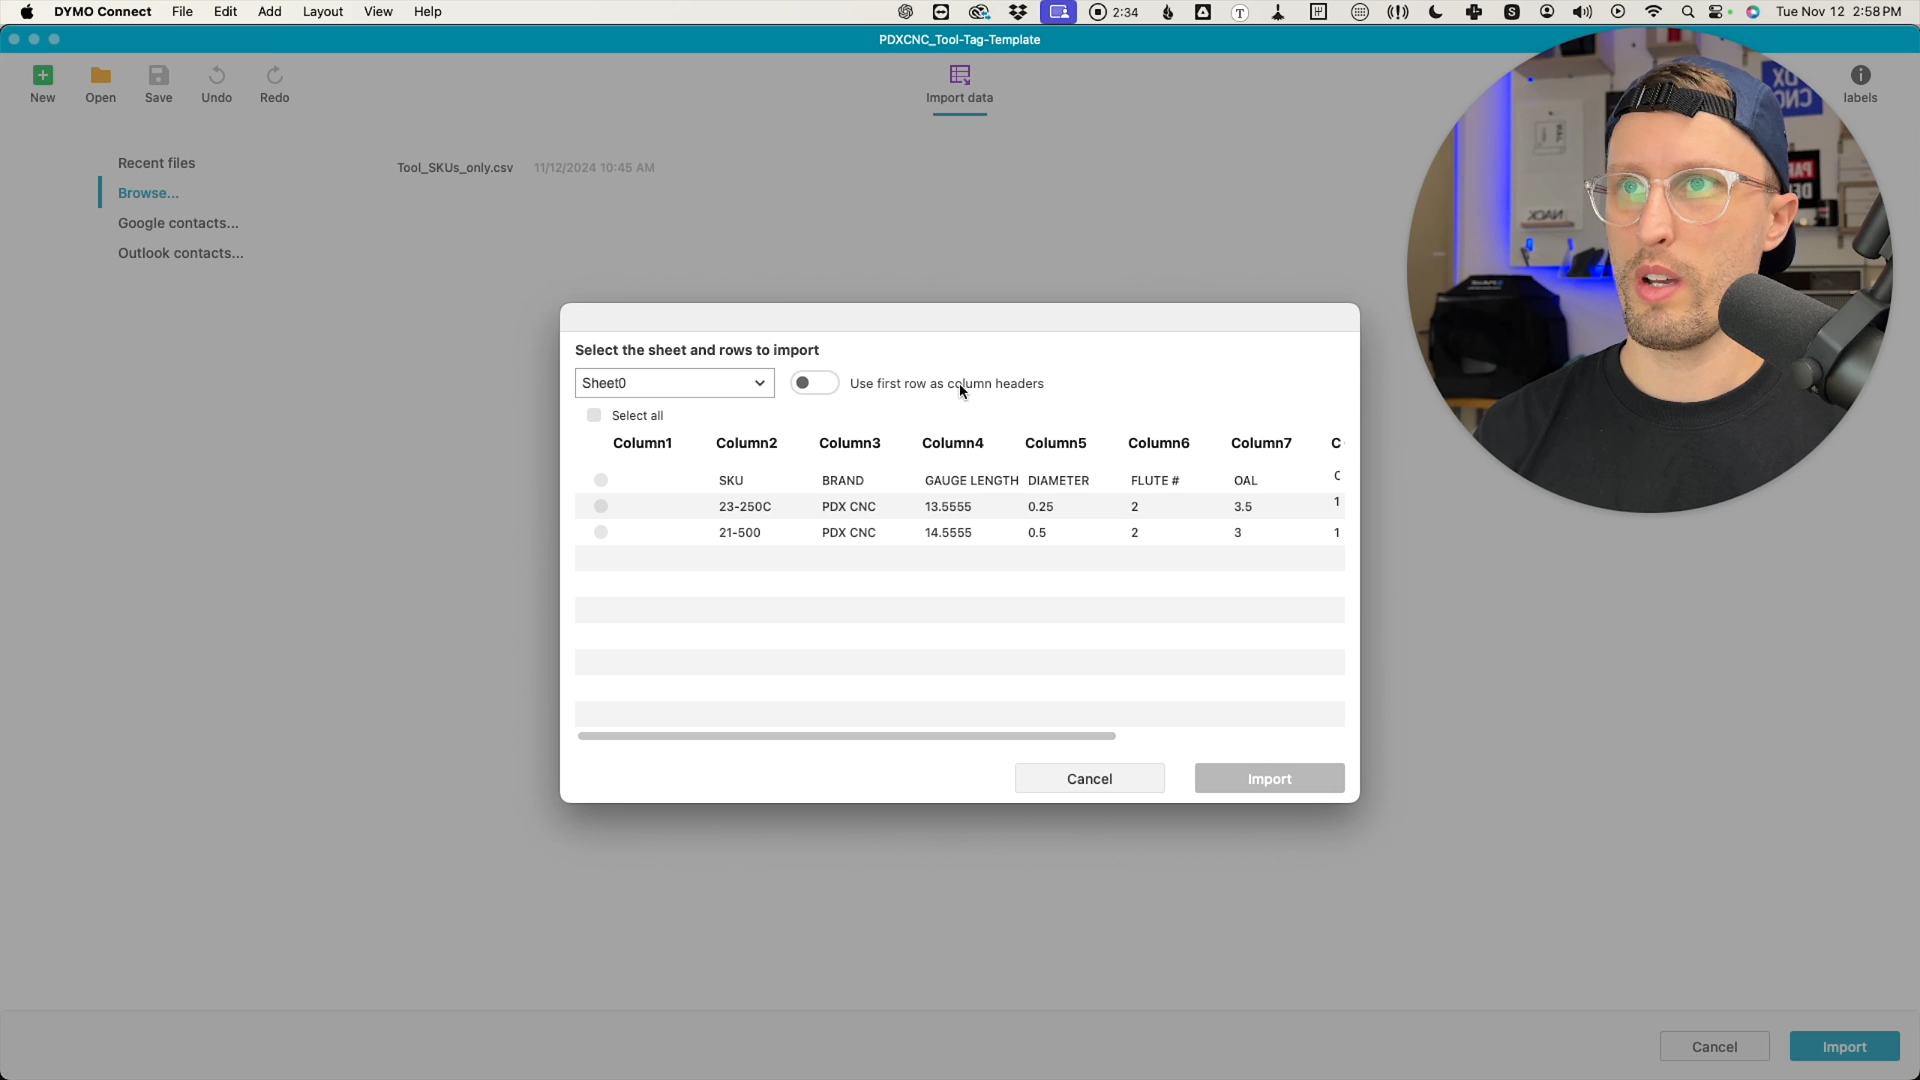 DYMO Connect File Edit Add Layout View Help 2:34 Tue Nov 12 2:58 PM
PDXCNC_Tool-Tag-Template
New Open Save Undo Redo Import data labels
Recent files
Browse...
Google contacts...
Outlook contacts...
Tool_SKUs_only.csv 11/12/2024 10:45 AM
Select the sheet and rows to import
Sheet0 Use first row as column headers
Select all
Column1 Column2 Column3 Column4 Column5 Column6 Column7 C
SKU BRAND GAUGE LENGTH DIAMETER FLUTE # OAL C
23-250C PDX CNC 13.5555 0.25 2 3.5 1
21-500 PDX CNC 14.5555 0.5 2 3 1
Cancel Import
Cancel Import